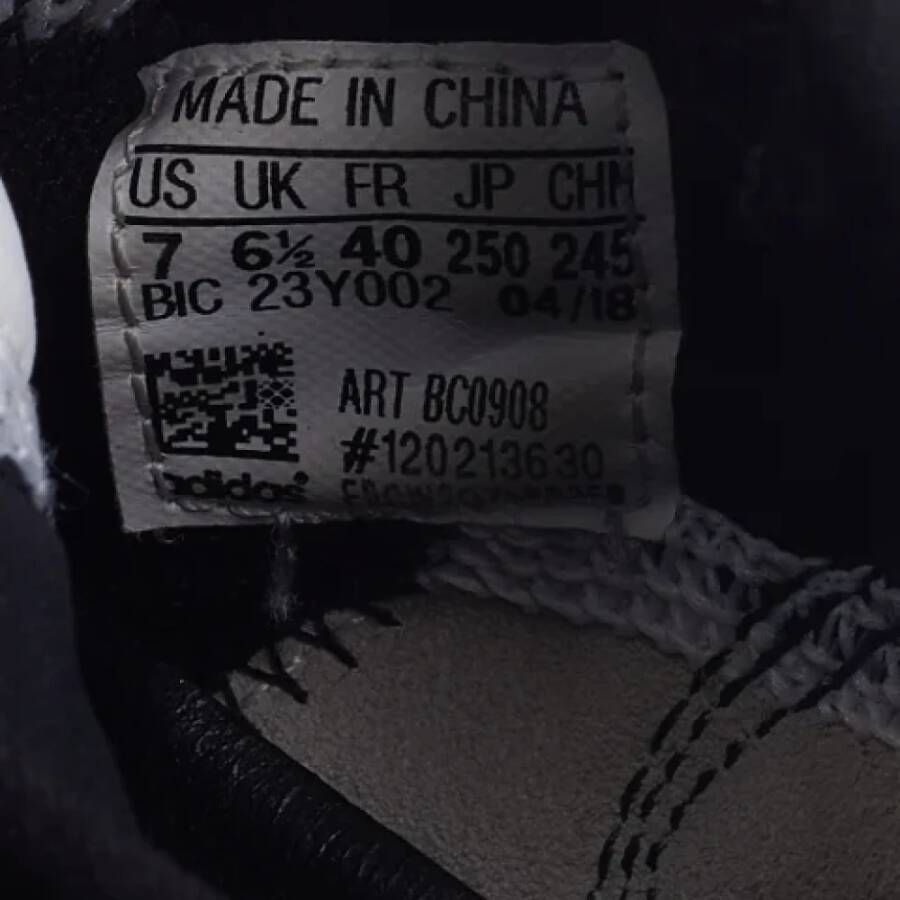 MADE IN CHINA
US UK FR JP CHN
7 6½ 40 250 245
BIC 23Y002 04/18
ART BC0908
#120213630
adidas